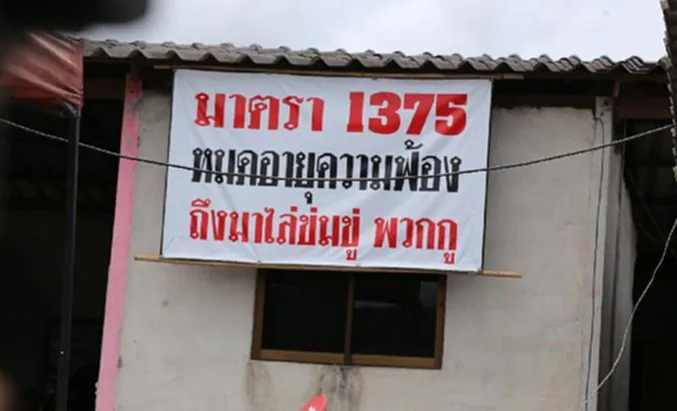 มาตรา 1375
หมดอายุความฟ้อง
ถึงมาไล่ข่มขู่ พวกกู